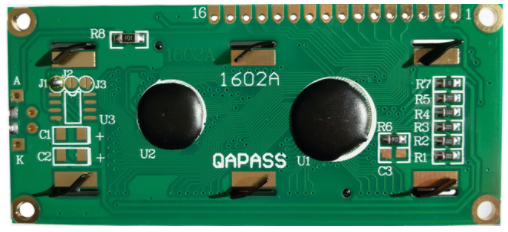 16
1
R8
1602A
1602A
A
J1
J2
J3
U3
C1
+
C2
+
K
U2
QAPASS
U1
R7
R5
R4
R3
R2
R1
R6
C3